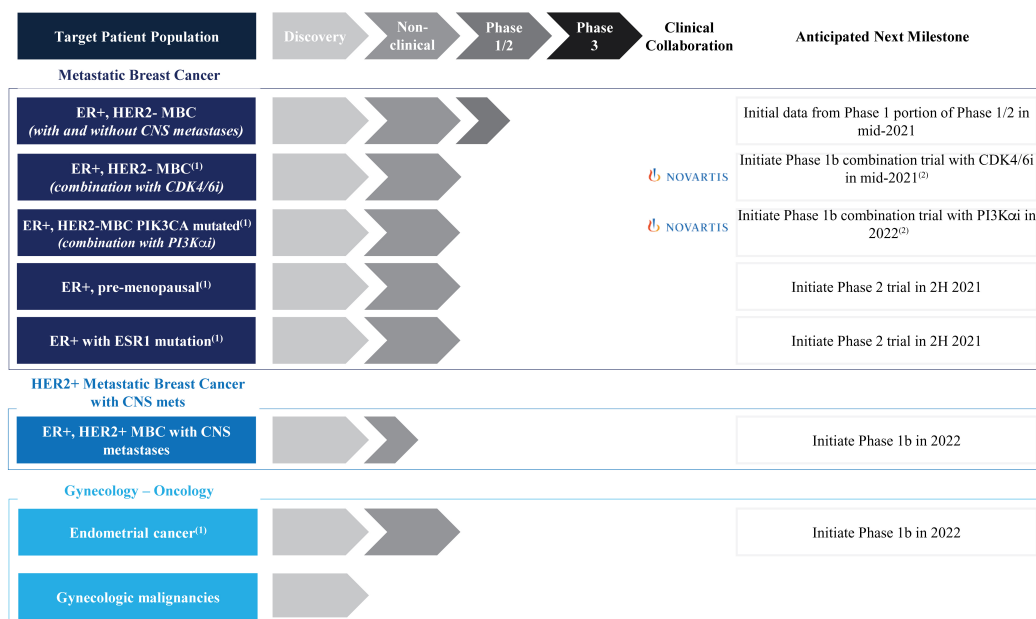 Target Patient Population
Discovery
Non-
clinical
Phase
1/2
Phase
3
Clinical
Collaboration
Anticipated Next Milestone
Metastatic Breast Cancer
ER+, HER2- MBC
(with and without CNS metastases)
Initial data from Phase 1 portion of Phase 1/2 in
mid-2021
ER+, HER2- MBC(1)
(combination with CDK4/6i)
NOVARTIS
Initiate Phase 1b combination trial with CDK4/6i
in mid-2021(2)
ER+, HER2-MBC PIK3CA mutated(1)
(combination with PI3Kαi)
NOVARTIS
Initiate Phase 1b combination trial with PI3Kαi in
2022(2)
ER+, pre-menopausal(1)
Initiate Phase 2 trial in 2H 2021
ER+ with ESR1 mutation(1)
Initiate Phase 2 trial in 2H 2021
HER2+ Metastatic Breast Cancer
with CNS mets
ER+, HER2+ MBC with CNS
metastases
Initiate Phase 1b in 2022
Gynecology – Oncology
Endometrial cancer(1)
Initiate Phase 1b in 2022
Gynecologic malignancies